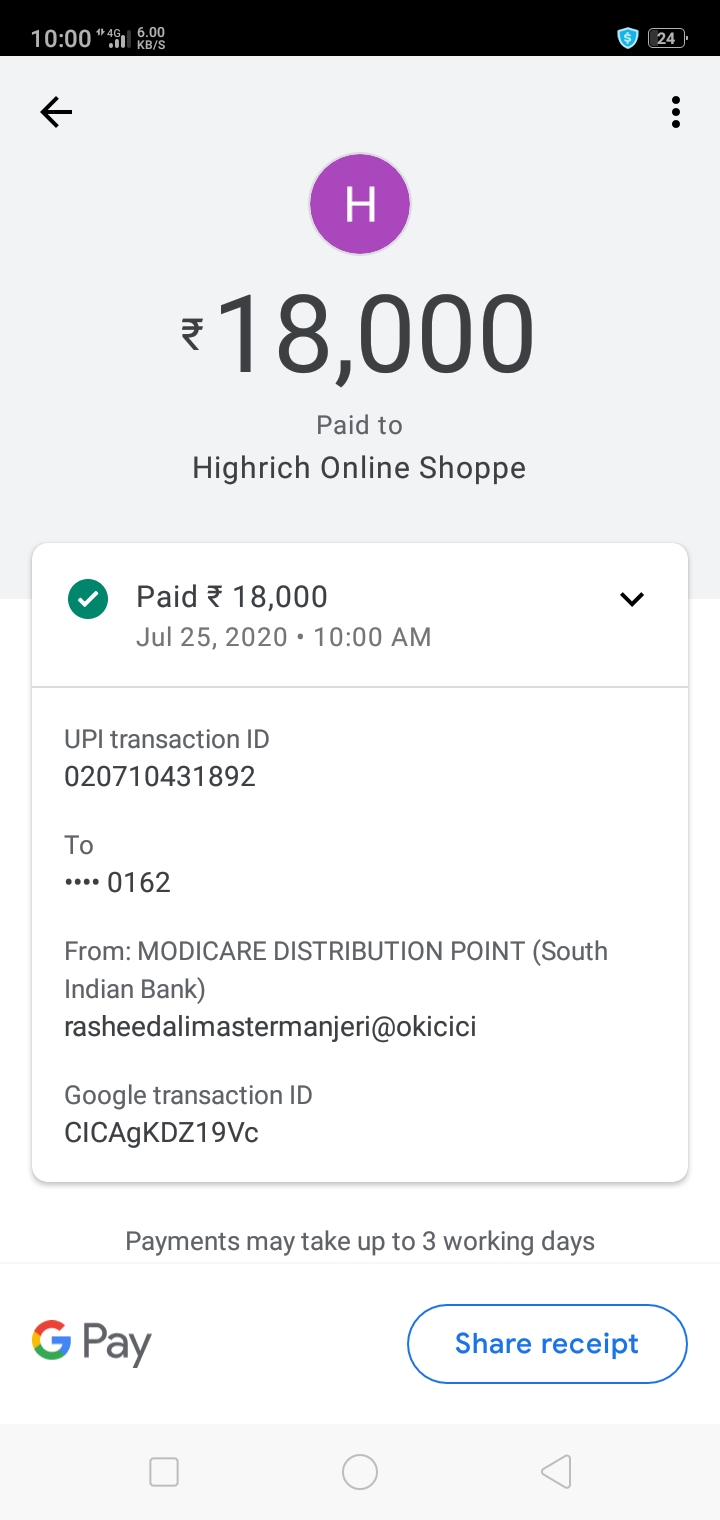 10:00 4G 6.00 KB/S 24
H
₹18,000
Paid to
Highrich Online Shoppe
Paid ₹ 18,000
Jul 25, 2020 • 10:00 AM
UPI transaction ID
020710431892
To
•••• 0162
From: MODICARE DISTRIBUTION POINT (South
Indian Bank)
rasheedalimastermanjeri@okicici
Google transaction ID
CICAgKDZ19Vc
Payments may take up to 3 working days
G Pay
Share receipt